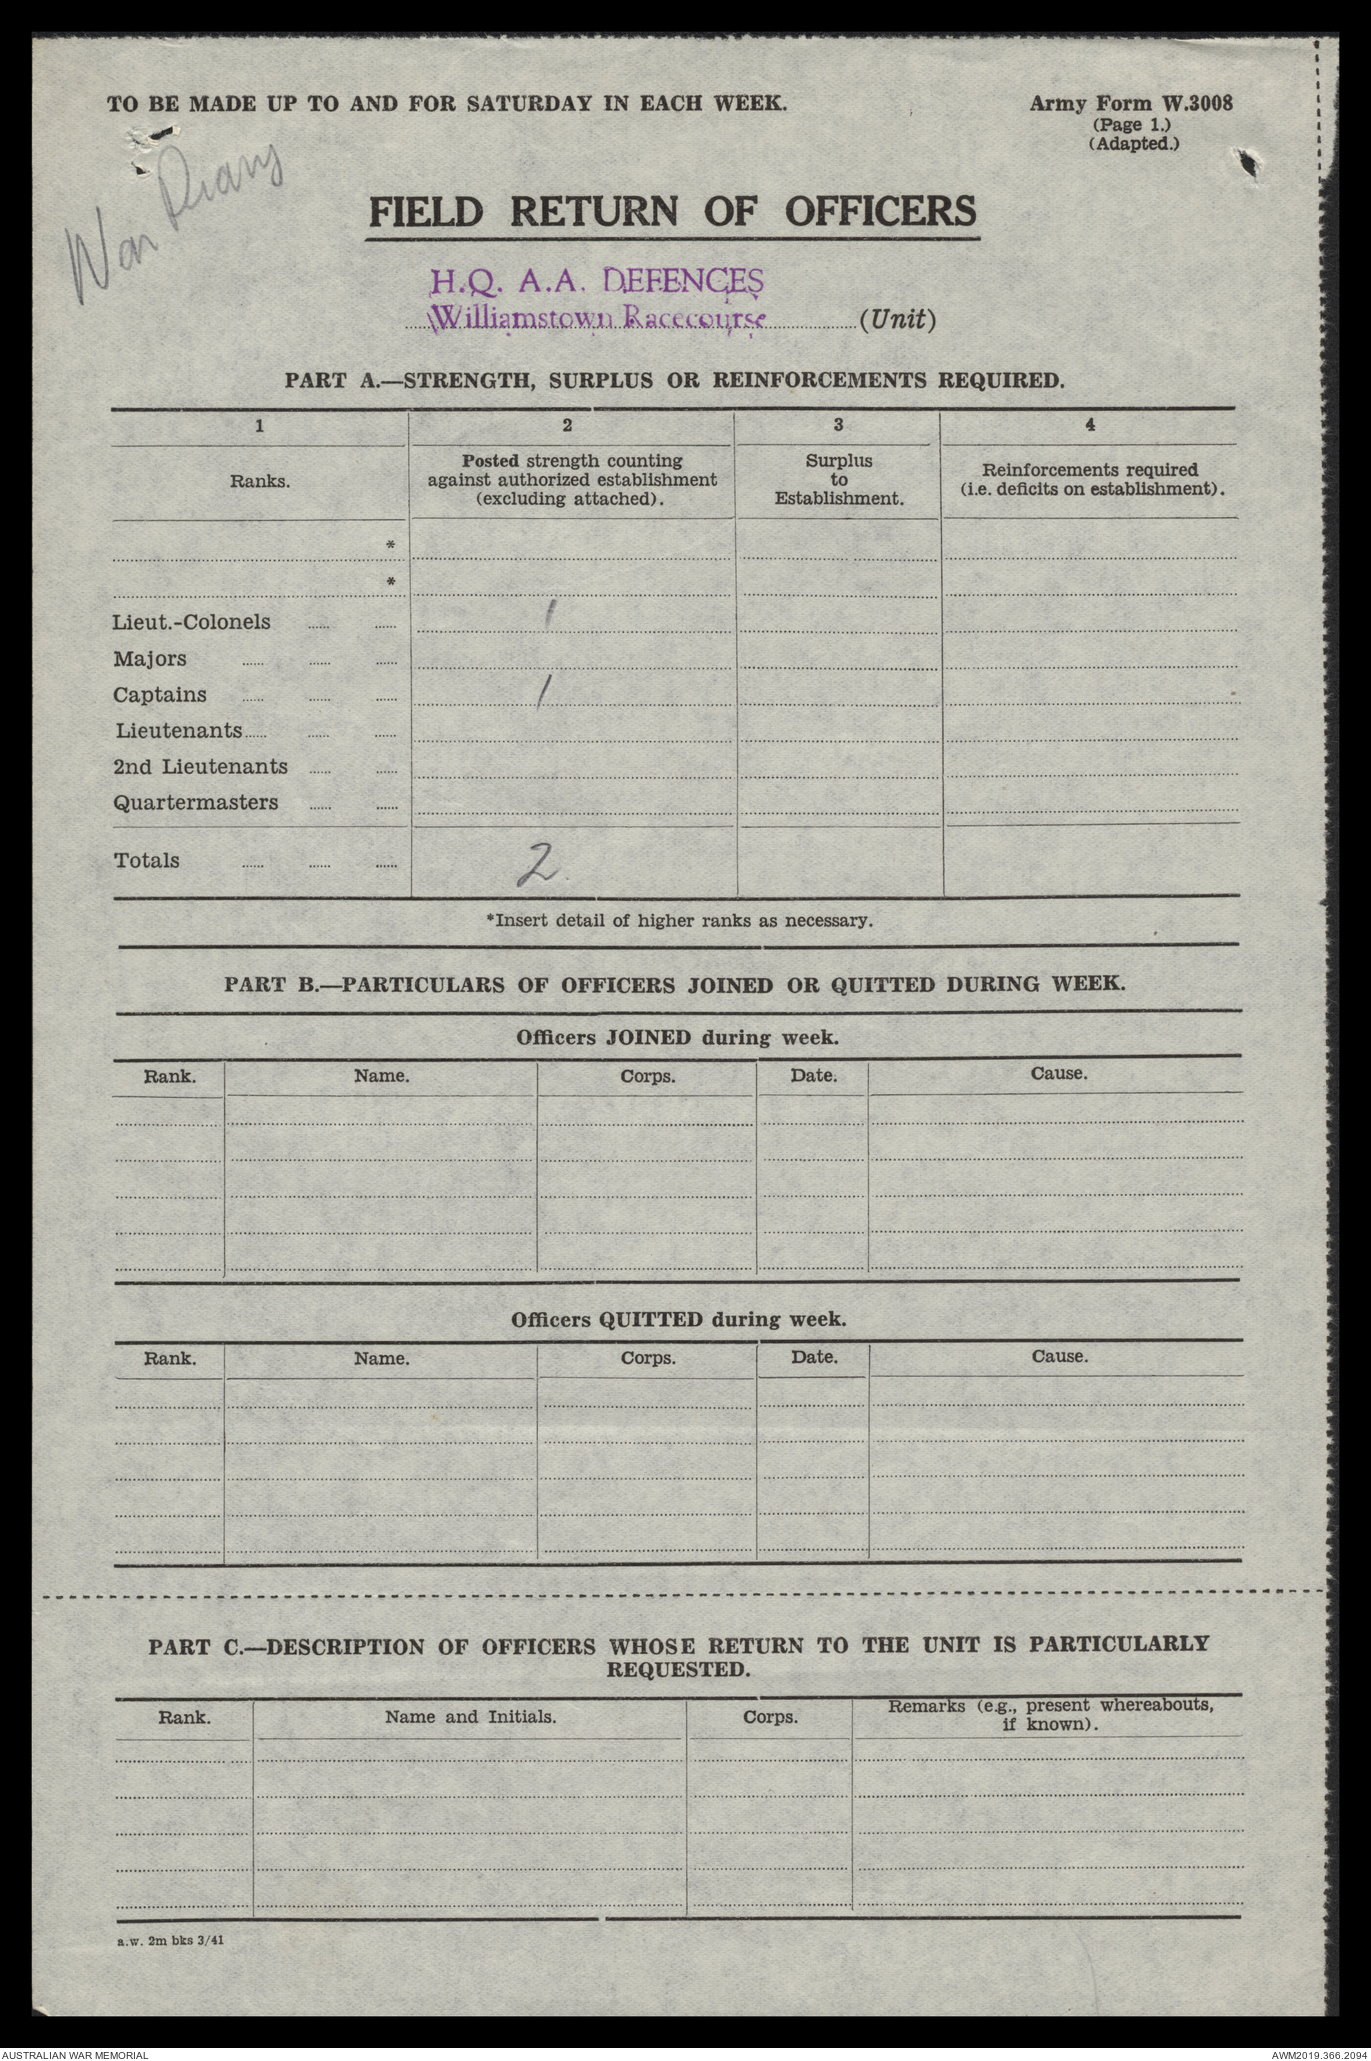 TO BE MADE UP TO AND FOR SATURDAY IN EACH WEEK.
Army Form W.3008
(Page 1.)
(Adapted.)
War Diary
FIELD RETURN OF OFFICERS
H.Q. A.A. DEFENCES
Williamstown Racecourse (Unit)
PART A.—STRENGTH, SURPLUS OR REINFORCEMENTS REQUIRED.
1 2 3 4
Ranks.
Posted strength counting
against authorized establishment
(excluding attached).
Surplus
to
Establishment.
Reinforcements required
(i.e. deficits on establishment).
*
*
Lieut.-Colonels ...... ...... 1
Majors ...... ...... ......
Captains ...... ...... ...... 1
Lieutenants ...... ...... ......
2nd Lieutenants ...... ......
Quartermasters ...... ......
Totals ...... ...... ...... 2
*Insert detail of higher ranks as necessary.
PART B.—PARTICULARS OF OFFICERS JOINED OR QUITTED DURING WEEK.
Officers JOINED during week.
Rank. Name. Corps. Date. Cause.
Officers QUITTED during week.
Rank. Name. Corps. Date. Cause.
PART C.—DESCRIPTION OF OFFICERS WHOSE RETURN TO THE UNIT IS PARTICULARLY
REQUESTED.
Rank. Name and Initials. Corps. Remarks (e.g., present whereabouts,
if known).
a.w. 2m bks 3/41
AUSTRALIAN WAR MEMORIAL
AWM2019.366.2094